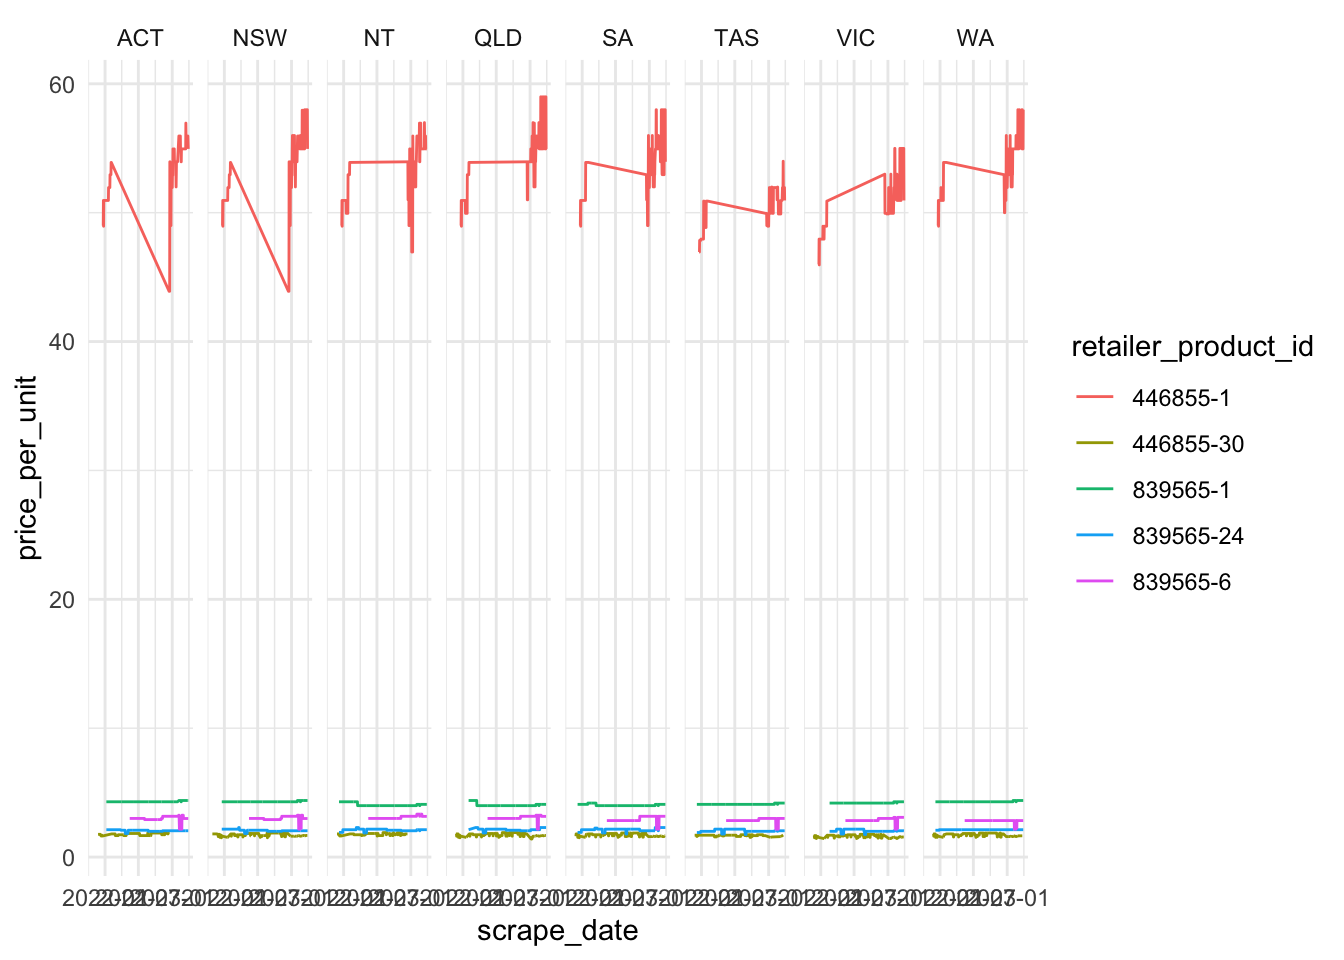 ACT NSW NT QLD SA TAS VIC WA
60
40
20
0
price_per_unit
scrape_date
retailer_product_id
446855-1
446855-30
839565-1
839565-24
839565-6